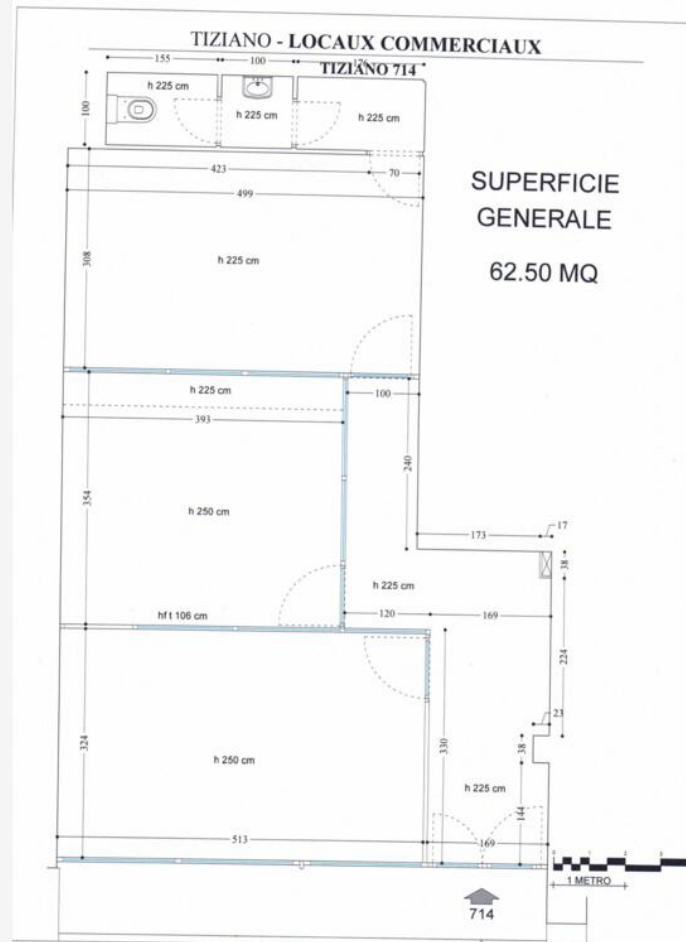 TIZIANO - LOCAUX COMMERCIAUX
TIZIANO 714
155
100
176
h 225 cm
h 225 cm
h 225 cm
100
423
70
499
308
h 225 cm
SUPERFICIE
GENERALE
62.50 MQ
h 225 cm
100
393
240
354
h 250 cm
173
17
38
h 225 cm
hf t 106 cm
120
169
224
23
324
330
38
h 250 cm
h 225 cm
144
513
169
1 METRO
714